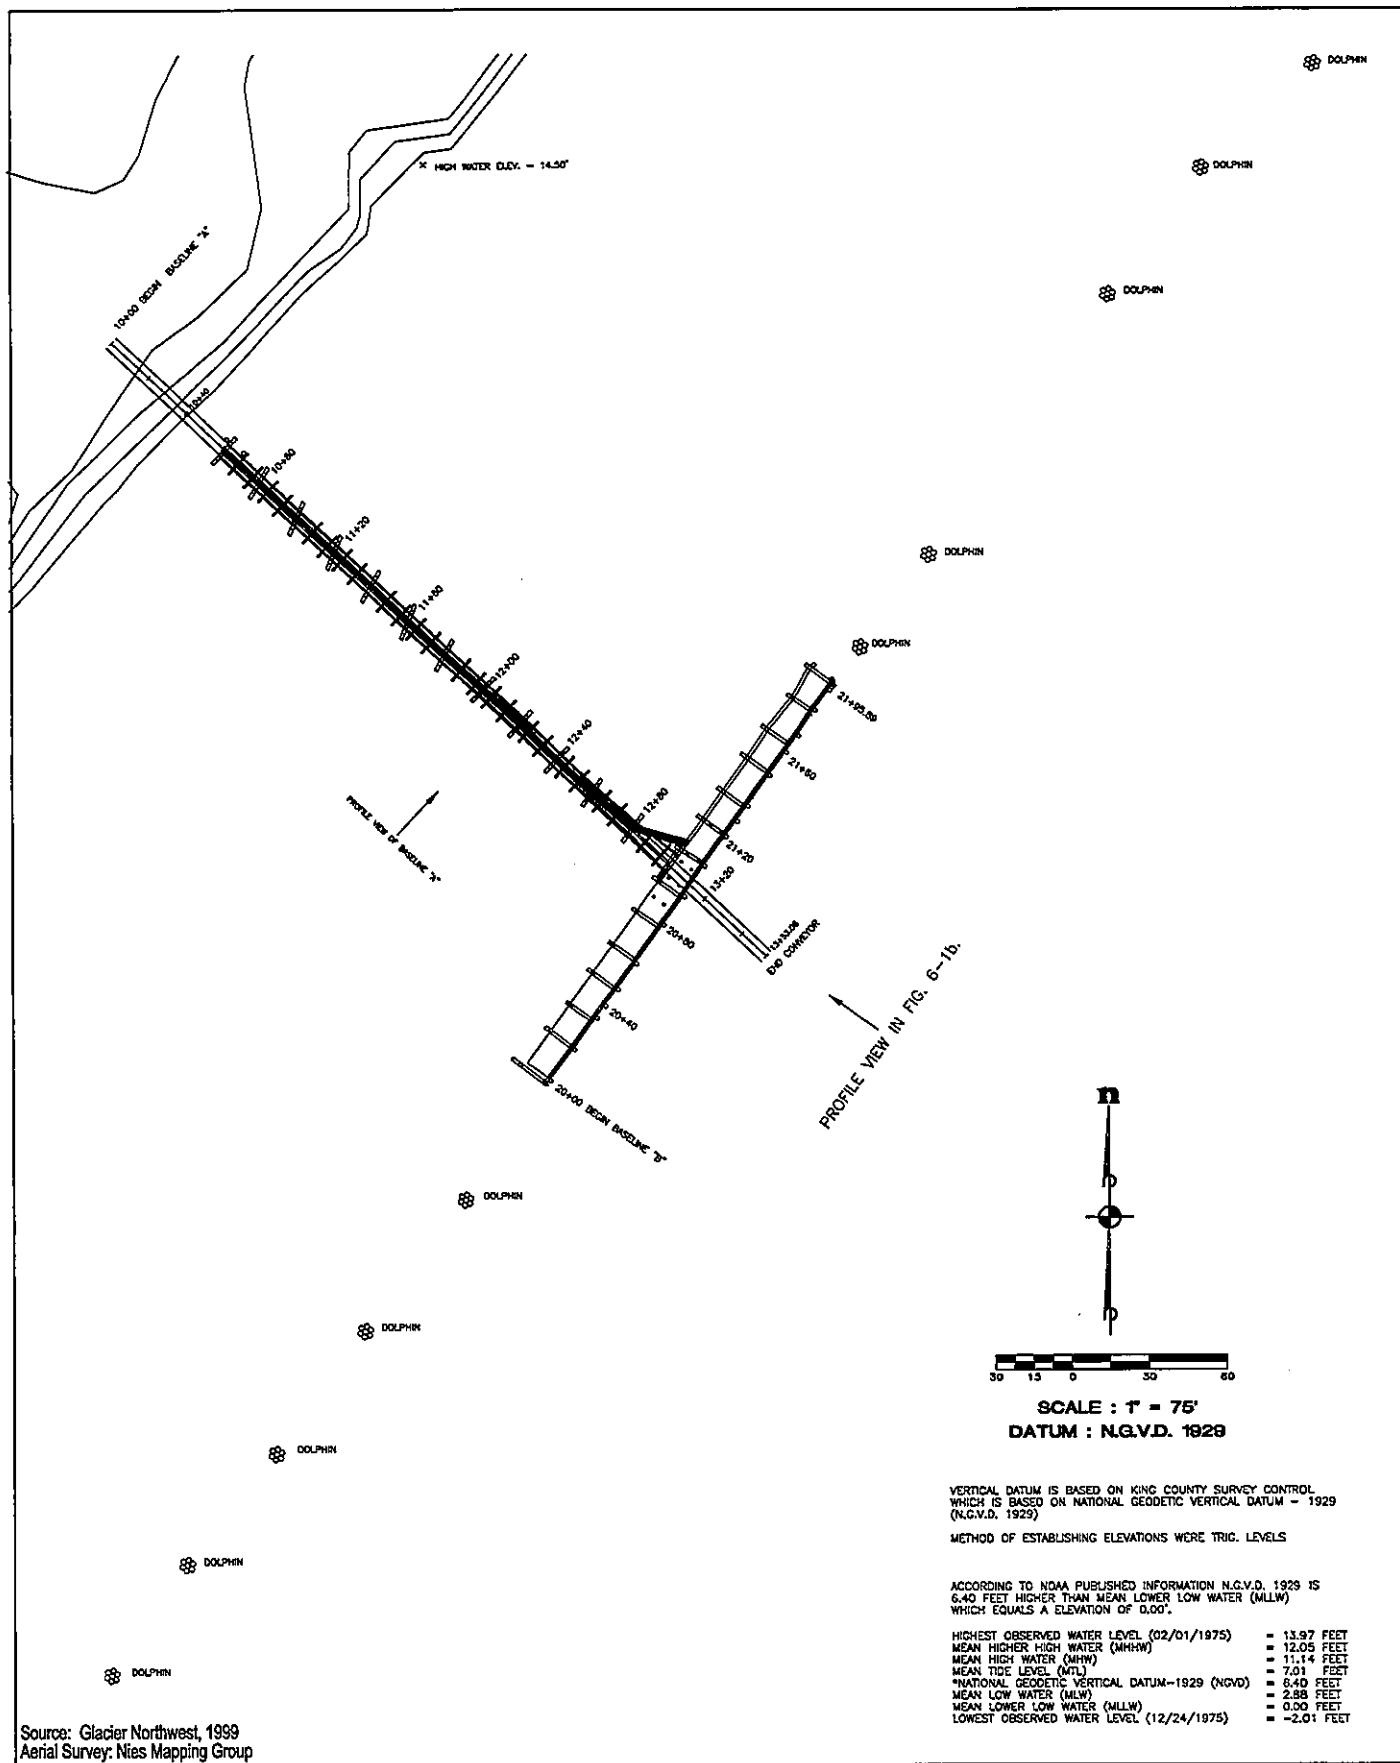 DOLPHIN
DOLPHIN
× HIGH WATER ELEV. - 14.50'
10+00 BEGIN BASELINE "A"
DOLPHIN
10+40
10+80
11+20
DOLPHIN
11+60
DOLPHIN
12+00
21+95.89
12+40
21+60
12+80
PROFILE VIEW OF BASELINE "A"
21+20
13+20
20+80
END CONVEYOR
PROFILE VIEW IN FIG. 6-1b.
20+40
20+00 BEGIN BASELINE "B"
n
DOLPHIN
DOLPHIN
30 15 0 30 60
SCALE : 1" = 75'
DATUM : N.G.V.D. 1929
DOLPHIN
VERTICAL DATUM IS BASED ON KING COUNTY SURVEY CONTROL
WHICH IS BASED ON NATIONAL GEODETIC VERTICAL DATUM - 1929
(N.G.V.D. 1929)
METHOD OF ESTABLISHING ELEVATIONS WERE TRIG. LEVELS
DOLPHIN
ACCORDING TO NOAA PUBLISHED INFORMATION N.G.V.D. 1929 IS
6.40 FEET HIGHER THAN MEAN LOWER LOW WATER (MLLW)
WHICH EQUALS A ELEVATION OF 0.00'.
HIGHEST OBSERVED WATER LEVEL (02/01/1975) = 13.97 FEET
MEAN HIGHER HIGH WATER (MHHW) = 12.05 FEET
MEAN HIGH WATER (MHW) = 11.14 FEET
MEAN TIDE LEVEL (MTL) = 7.01 FEET
*NATIONAL GEODETIC VERTICAL DATUM-1929 (NGVD) = 6.40 FEET
MEAN LOW WATER (MLW) = 2.88 FEET
MEAN LOWER LOW WATER (MLLW) = 0.00 FEET
LOWEST OBSERVED WATER LEVEL (12/24/1975) = -2.01 FEET
DOLPHIN
Source: Glacier Northwest, 1999
Aerial Survey: Nies Mapping Group